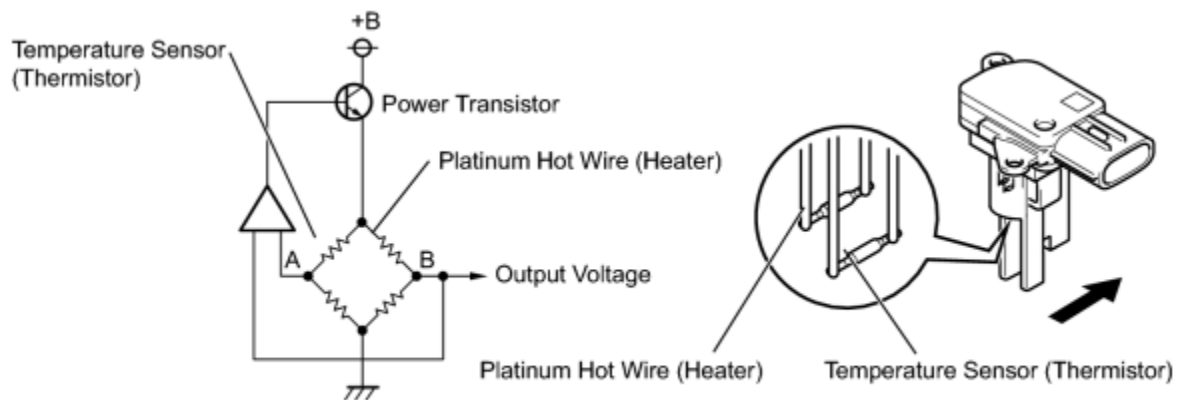 +B
Temperature Sensor
(Thermistor)
Power Transistor
Platinum Hot Wire (Heater)
A
B
Output Voltage
Platinum Hot Wire (Heater)
Temperature Sensor (Thermistor)